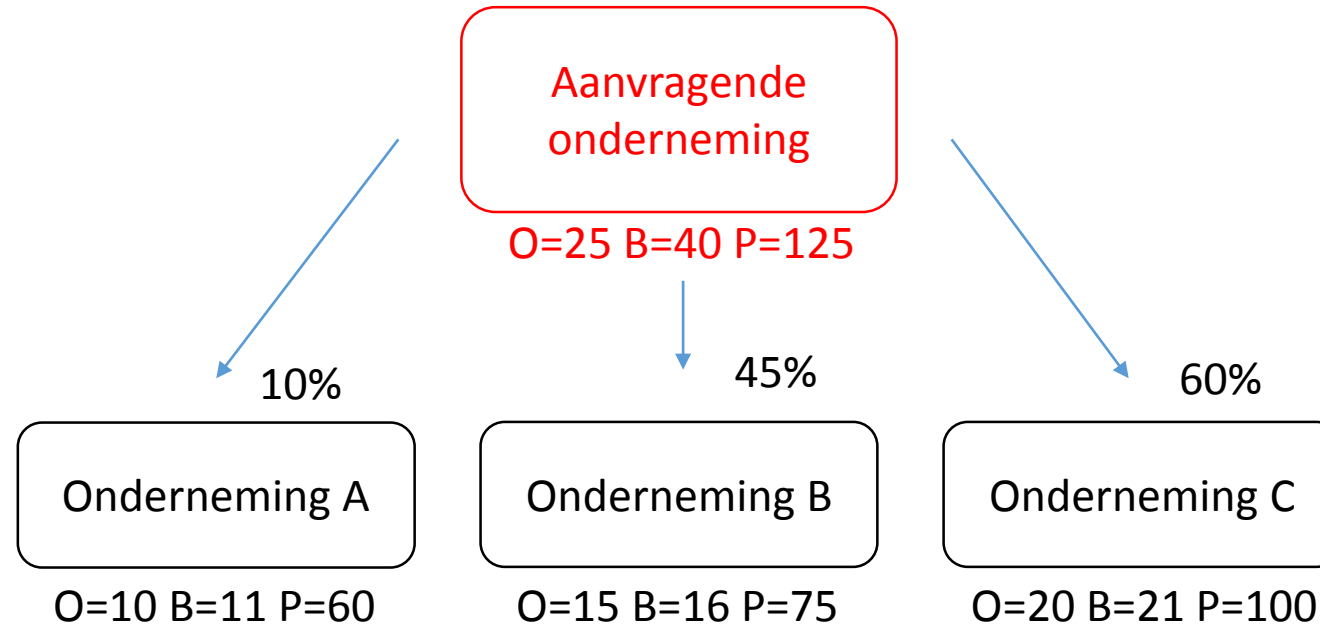 Aanvragende
onderneming
O=25 B=40 P=125
10%
45%
60%
Onderneming A
Onderneming B
Onderneming C
O=10 B=11 P=60
O=15 B=16 P=75
O=20 B=21 P=100